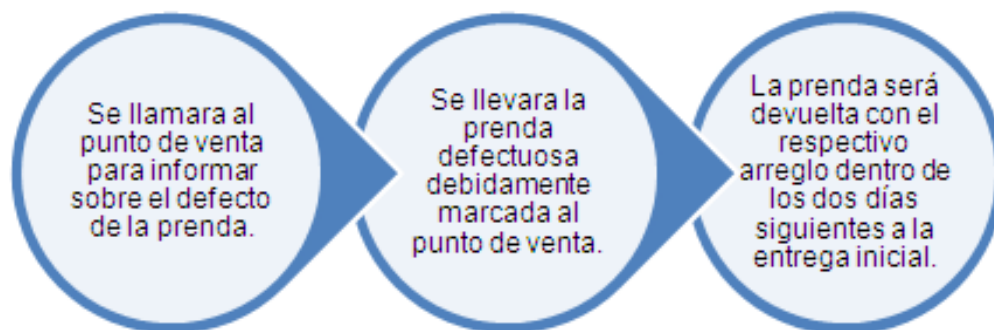 Se llamara al
punto de venta
para informar
sobre el defecto
de la prenda.
Se llevara la
prenda
defectuosa
debidamente
marcada al
punto de venta.
La prenda será
devuelta con el
respectivo
arreglo dentro de
los dos días
siguientes a la
entrega inicial.